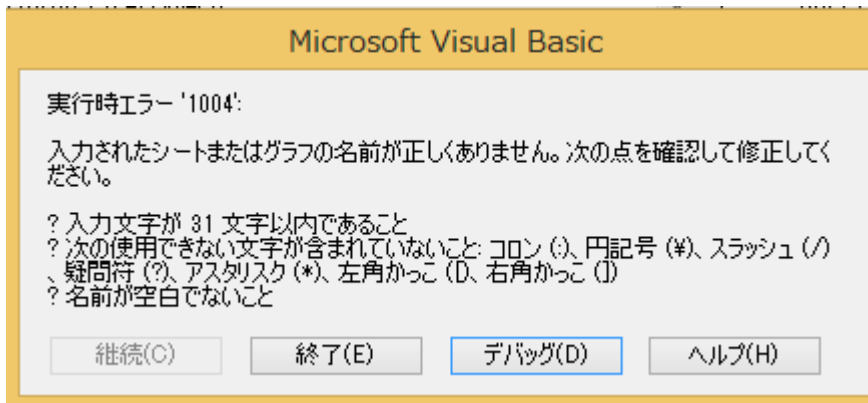 Microsoft Visual Basic
実行時エラー '1004':
入力されたシートまたはグラフの名前が正しくありません。次の点を確認して修正してく
ださい。
? 入力文字が 31 文字以内であること
? 次の使用できない文字が含まれていないこと: コロン (:)、円記号 (¥)、スラッシュ (/)
、疑問符 (?)、アスタリスク (*)、左角かっこ ([)、右角かっこ (])
? 名前が空白でないこと
継続(C) 終了(E) デバッグ(D) ヘルプ(H)